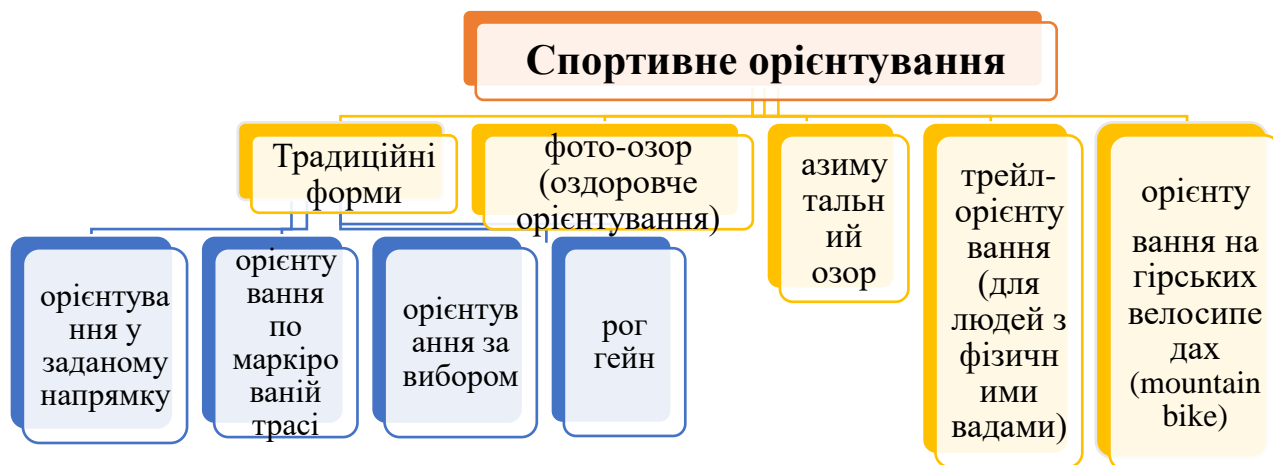 Спортивне орієнтування
Традиційні
форми
фото-озор
(оздоровче
орієнтування)
азиму
тальн
ий
озор
трейл-
орієнту
вання
(для
людей з
фізичн
ими
вадами)
орієнту
вання на
гірських
велосипе
дах
(mountain
bike)
орієнтува
ння у
заданому
напрямку
орієнту
вання
по
маркіро
ваній
трасі
орієнтув
ання за
вибором
рог
гейн